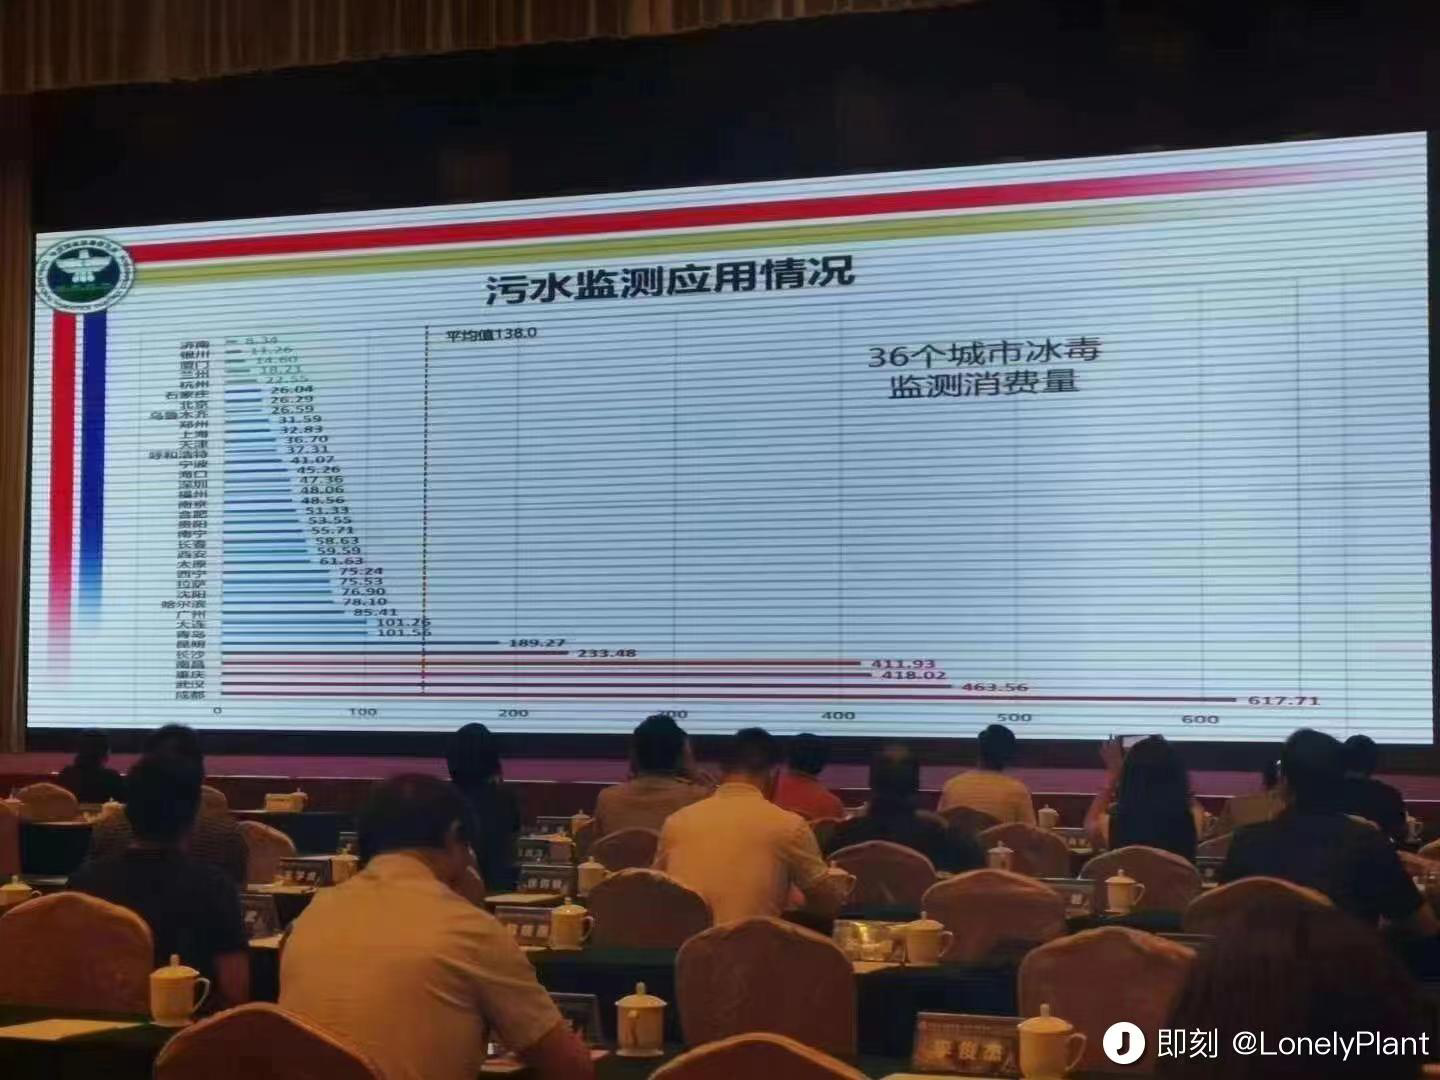 污水监测应用情况
平均值138.0
36个城市冰毒
监测消费量
济南 8.34
银川 11.26
厦门 14.60
兰州 18.21
杭州 22.55
石家庄 26.04
北京 26.29
乌鲁木齐 26.59
郑州 31.59
上海 32.83
天津 36.70
呼和浩特 37.31
宁波 41.07
海口 45.26
深圳 47.36
福州 48.06
南京 48.56
合肥 51.33
贵阳 53.55
南宁 55.71
长春 58.63
西安 59.59
太原 61.63
西宁 75.24
拉萨 75.53
沈阳 76.90
哈尔滨 78.10
广州 85.41
大连 101.26
青岛 101.56
昆明 189.27
长沙 233.48
南昌 411.93
重庆 418.02
武汉 463.56
成都 617.71
0 100 200 300 400 500 600
即刻 @LonelyPlant